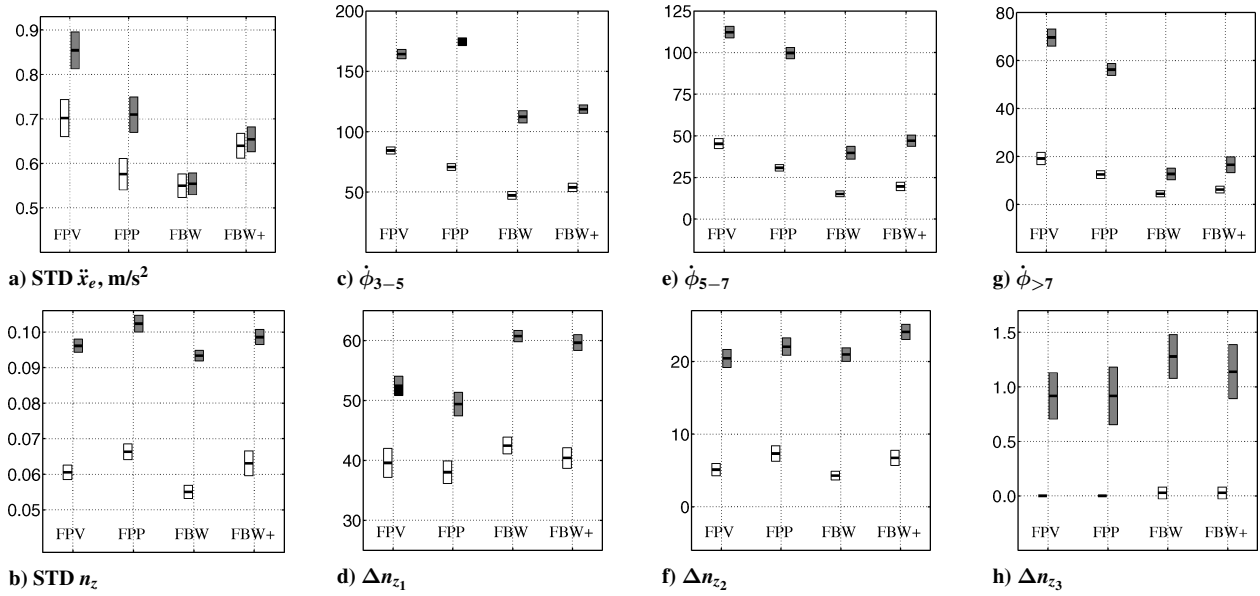 0.9
0.8
0.7
0.6
0.5
FPV FPP FBW FBW+
a) STD ẍₑ, m/s²
200
150
100
50
FPV FPP FBW FBW+
c) ϕ̇₃₋₅
125
100
75
50
25
0
FPV FPP FBW FBW+
e) ϕ̇₅₋₇
80
60
40
20
0
FPV FPP FBW FBW+
g) ϕ̇>₇
0.10
0.09
0.08
0.07
0.06
0.05
FPV FPP FBW FBW+
b) STD n_z
60
50
40
30
FPV FPP FBW FBW+
d) Δn_z₁
20
10
0
FPV FPP FBW FBW+
f) Δn_z₂
1.5
1.0
0.5
0.0
FPV FPP FBW FBW+
h) Δn_z₃